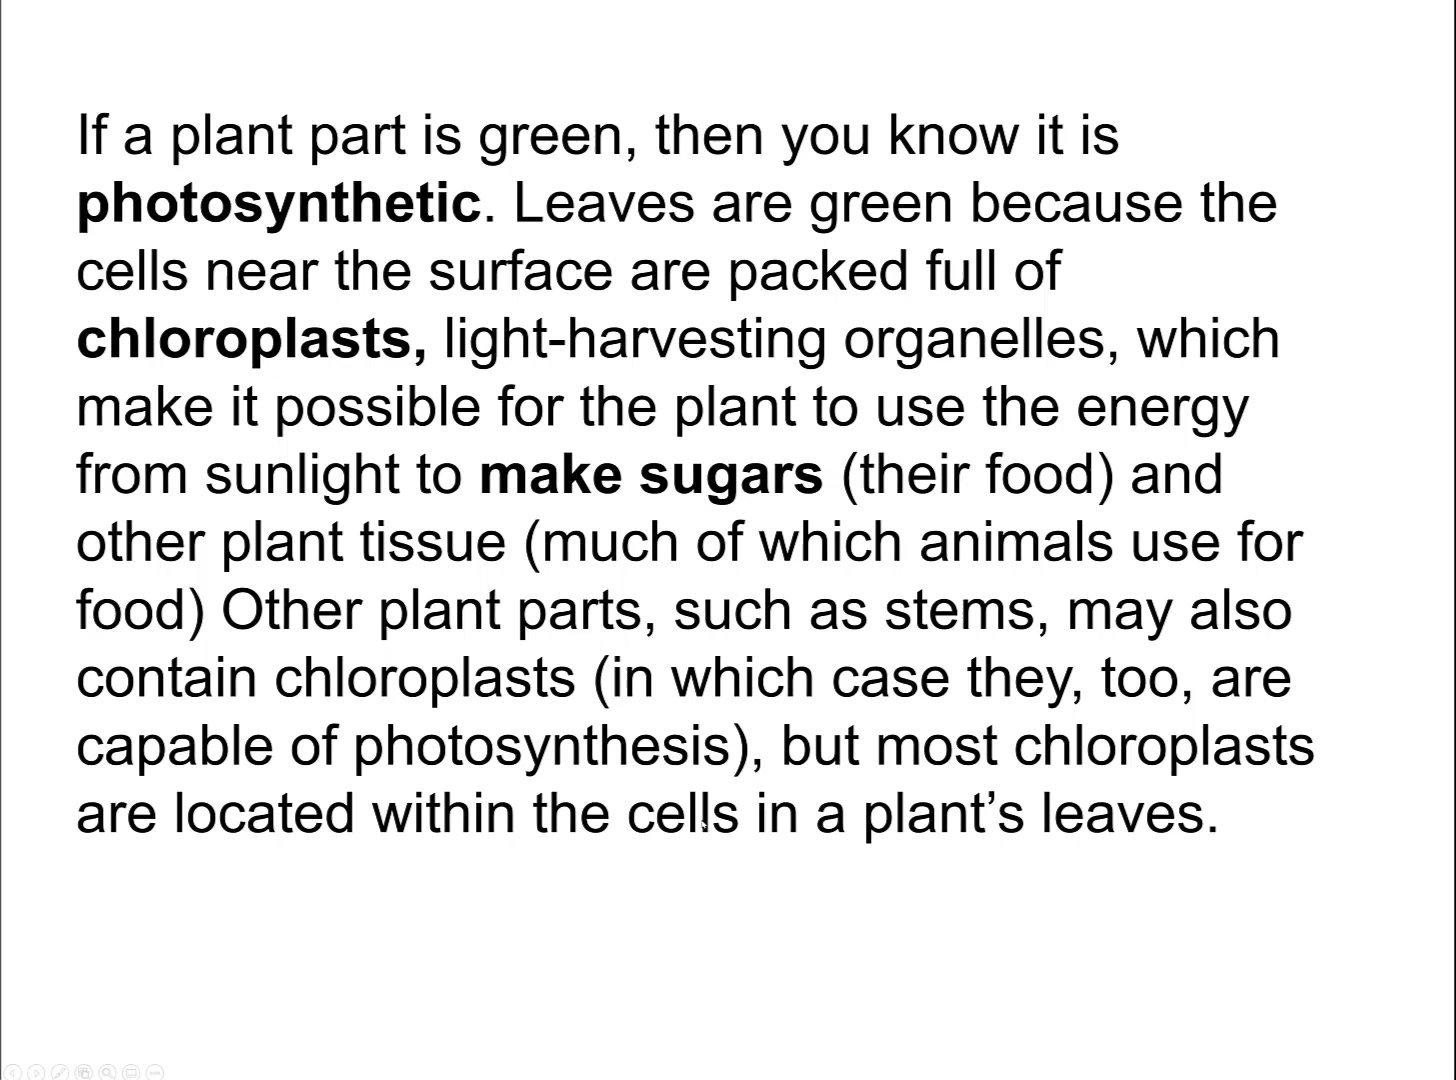 If a plant part is green, then you know it is
photosynthetic. Leaves are green because the
cells near the surface are packed full of
chloroplasts, light-harvesting organelles, which
make it possible for the plant to use the energy
from sunlight to make sugars (their food) and
other plant tissue (much of which animals use for
food) Other plant parts, such as stems, may also
contain chloroplasts (in which case they, too, are
capable of photosynthesis), but most chloroplasts
are located within the cells in a plant’s leaves.